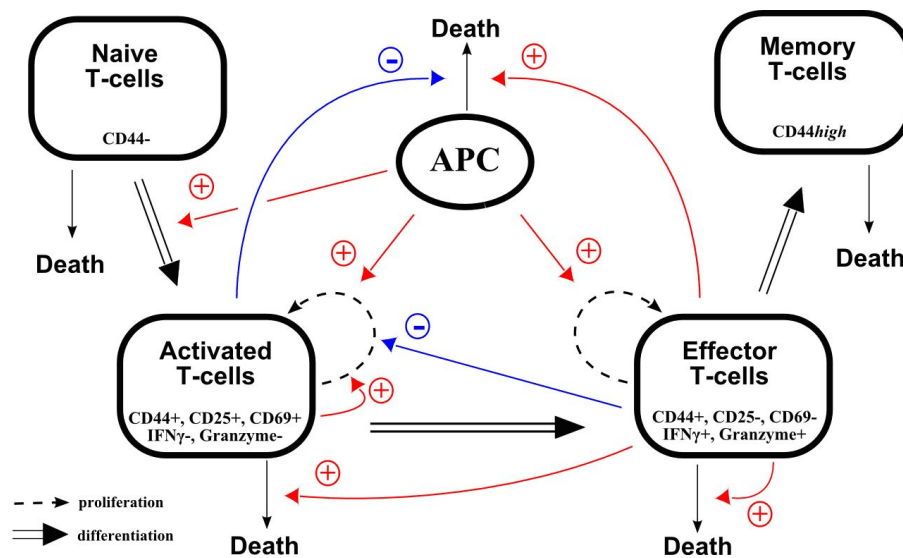 Naive
T-cells
CD44-
Death
Death
APC
Memory
T-cells
CD44high
Death
Activated
T-cells
CD44+, CD25+, CD69+
IFNγ-, Granzyme-
Death
Effector
T-cells
CD44+, CD25-, CD69-
IFNγ+, Granzyme+
Death
- 
+
+
+
+
-
+
+
+
proliferation
differentiation